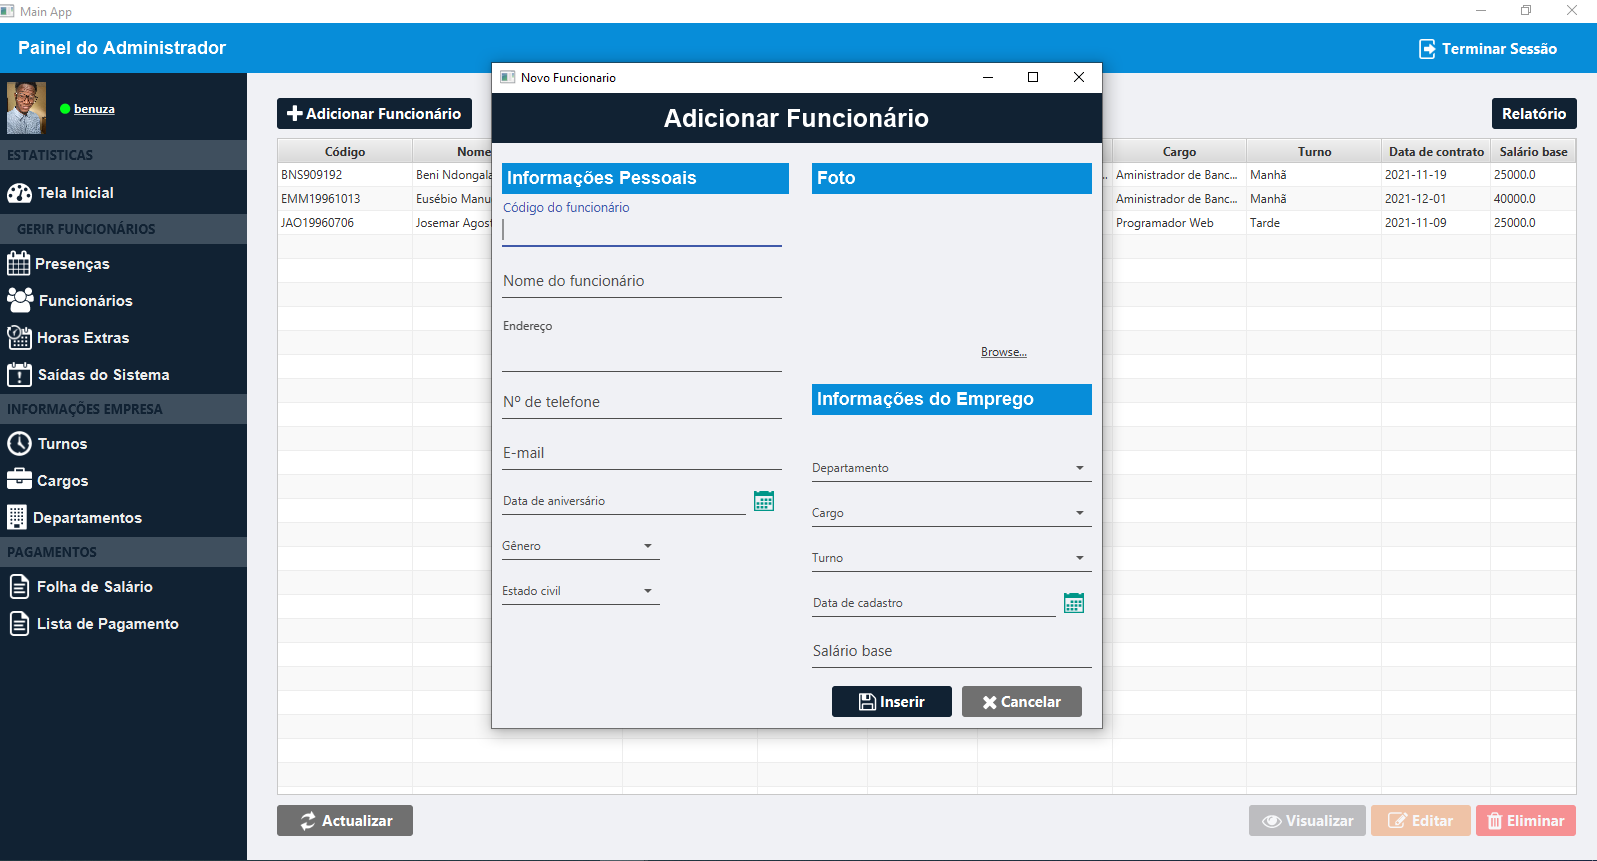 Main App
Painel do Administrador
Terminar Sessão
benuza
ESTATISTICAS
Tela Inicial
GERIR FUNCIONÁRIOS
Presenças
Funcionários
Horas Extras
Saídas do Sistema
INFORMAÇÕES EMPRESA
Turnos
Cargos
Departamentos
PAGAMENTOS
Folha de Salário
Lista de Pagamento
Adicionar Funcionário
Relatório
Código Nome Cargo Turno Data de contrato Salário base
BNS909192 Beni Ndongala Aministrador de Banc... Manhã 2021-11-19 25000.0
EMM19961013 Eusébio Manu Aministrador de Banc... Manhã 2021-12-01 40000.0
JAO19960706 Josemar Agost Programador Web Tarde 2021-11-09 25000.0
Novo Funcionario
Adicionar Funcionário
Informações Pessoais
Código do funcionário
Nome do funcionário
Endereço
Nº de telefone
E-mail
Data de aniversário
Gênero
Estado civil
Foto
Browse...
Informações do Emprego
Departamento
Cargo
Turno
Data de cadastro
Salário base
Inserir
Cancelar
Actualizar
Visualizar
Editar
Eliminar